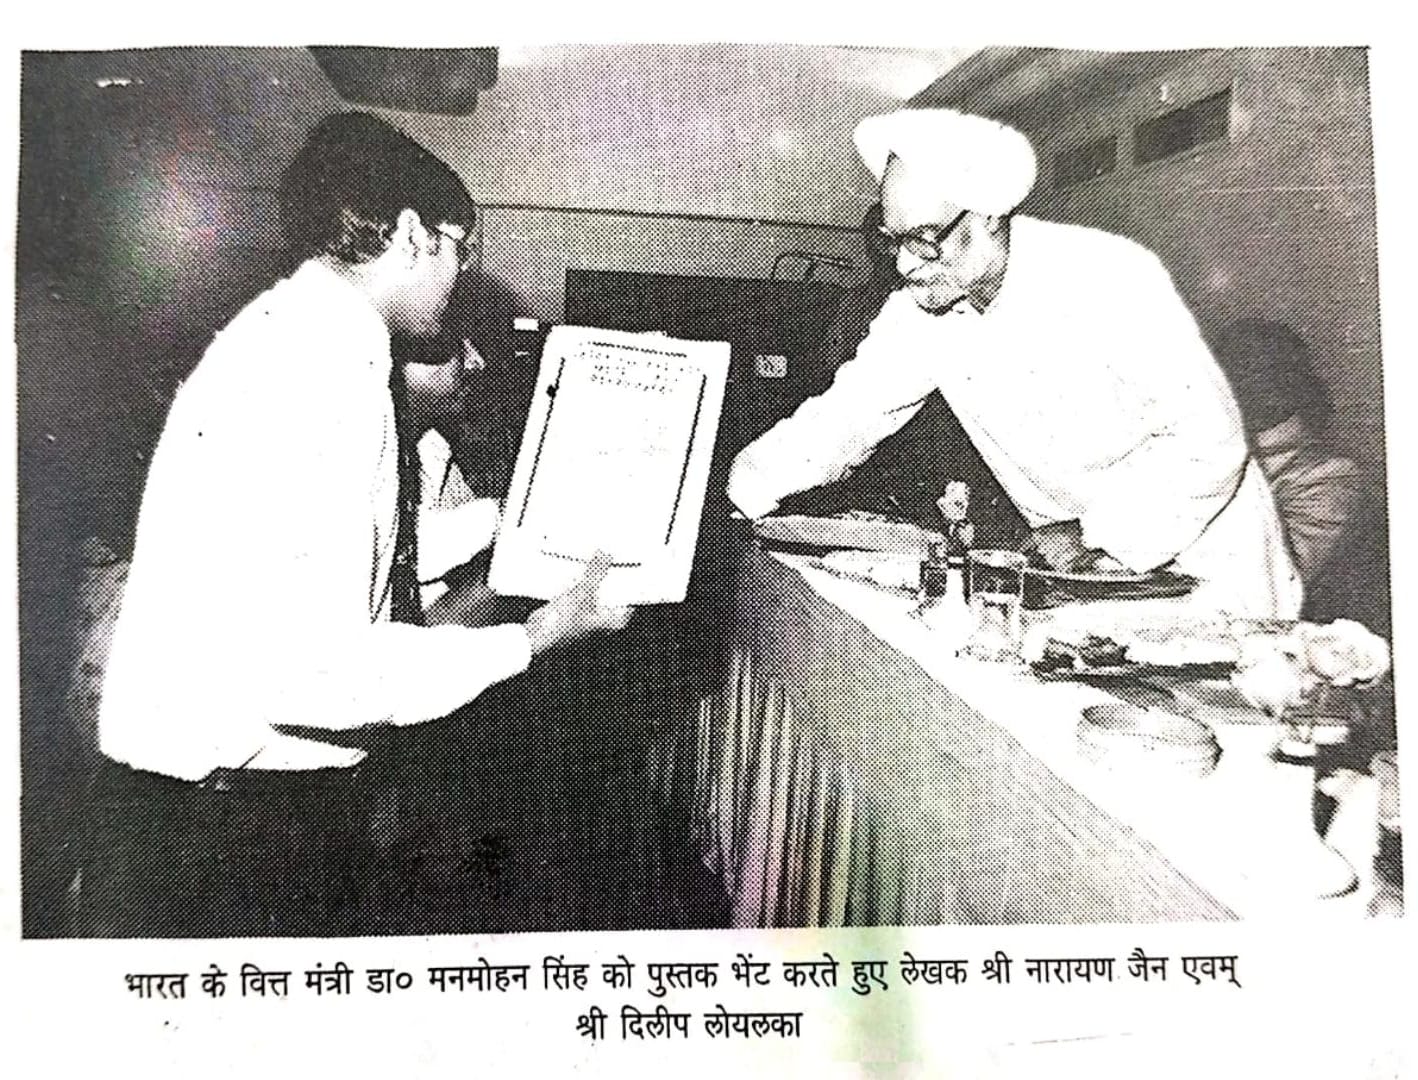 भारत के वित्त मंत्री डा० मनमोहन सिंह को पुस्तक भेंट करते हुए लेखक श्री नारायण जैन एवम्
श्री दिलीप लोयलका